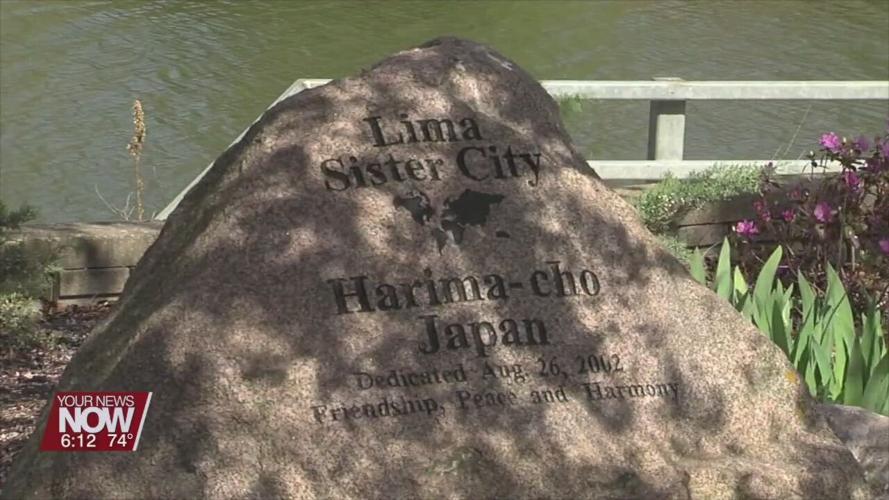 Lima
Sister City
Harima-cho
Japan
Dedicated Aug. 26, 2002
Friendship, Peace and Harmony
YOUR NEWS
NOW
6:12 74°